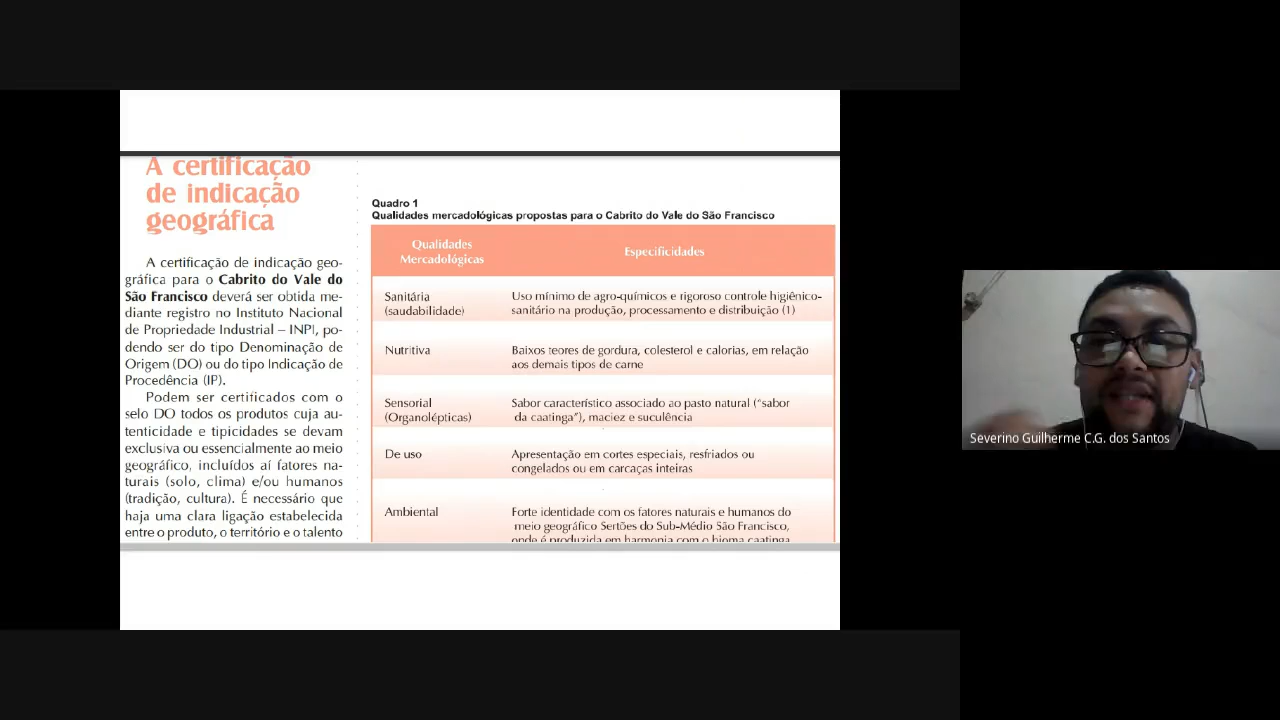 A certificação
de indicação
geográfica
A certificação de indicação geo-
gráfica para o Cabrito do Vale do
São Francisco deverá ser obtida me-
diante registro no Instituto Nacional
de Propriedade Industrial – INPI, po-
dendo ser do tipo Denominação de
Origem (DO) ou do tipo Indicação de
Procedência (IP).
Podem ser certificados com o
selo DO todos os produtos cuja au-
tenticidade e tipicidades se devam
exclusiva ou essencialmente ao meio
geográfico, incluídos aí fatores na-
turais (solo, clima) e/ou humanos
(tradição, cultura). É necessário que
haja uma clara ligação estabelecida
entre o produto, o território e o talento
Quadro 1
Qualidades mercadológicas propostas para o Cabrito do Vale do São Francisco
Qualidades
Mercadológicas
Especificidades
Sanitária
(saudabilidade)
Uso mínimo de agro-químicos e rigoroso controle higiênico-
sanitário na produção, processamento e distribuição (1)
Nutritiva
Baixos teores de gordura, colesterol e calorias, em relação
aos demais tipos de carne
Sensorial
(Organolépticas)
Sabor característico associado ao pasto natural ("sabor
da caatinga"), maciez e suculência
De uso
Apresentação em cortes especiais, resfriados ou
congelados ou em carcaças inteiras
Ambiental
Forte identidade com os fatores naturais e humanos do
meio geográfico Sertões do Sub-Médio São Francisco,
onde é produzida em harmonia com o bioma caatinga
Severino Guilherme C.G. dos Santos